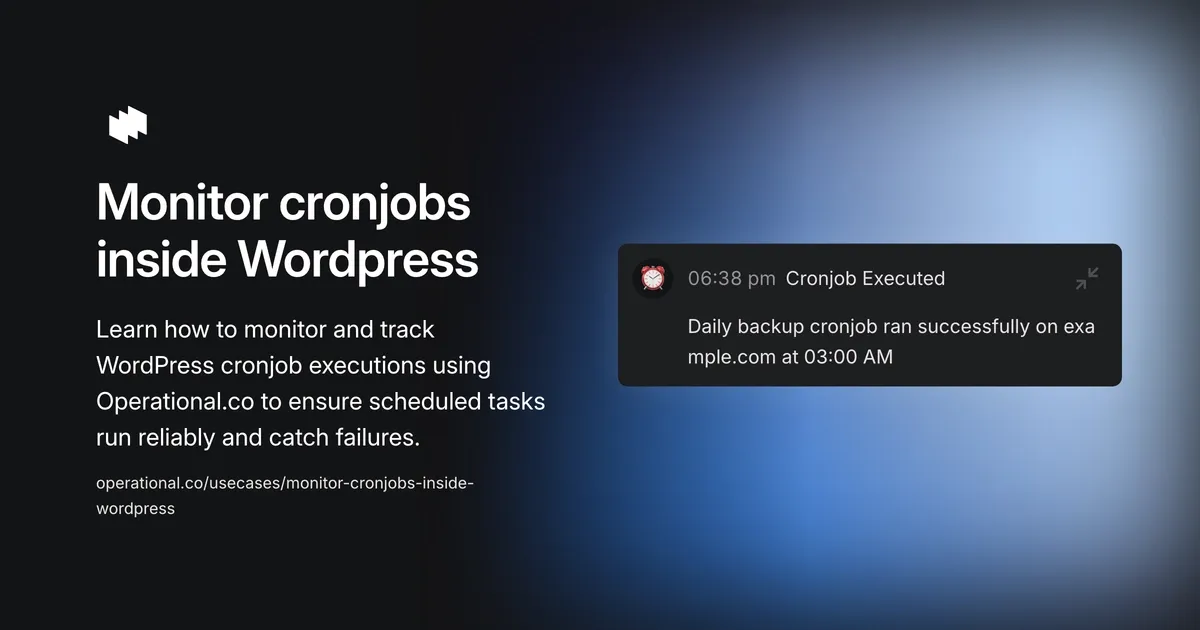 Monitor cronjobs
inside Wordpress
Learn how to monitor and track
WordPress cronjob executions using
Operational.co to ensure scheduled tasks
run reliably and catch failures.
operational.co/usecases/monitor-cronjobs-inside-
wordpress
06:38 pm Cronjob Executed
Daily backup cronjob ran successfully on exa
mple.com at 03:00 AM